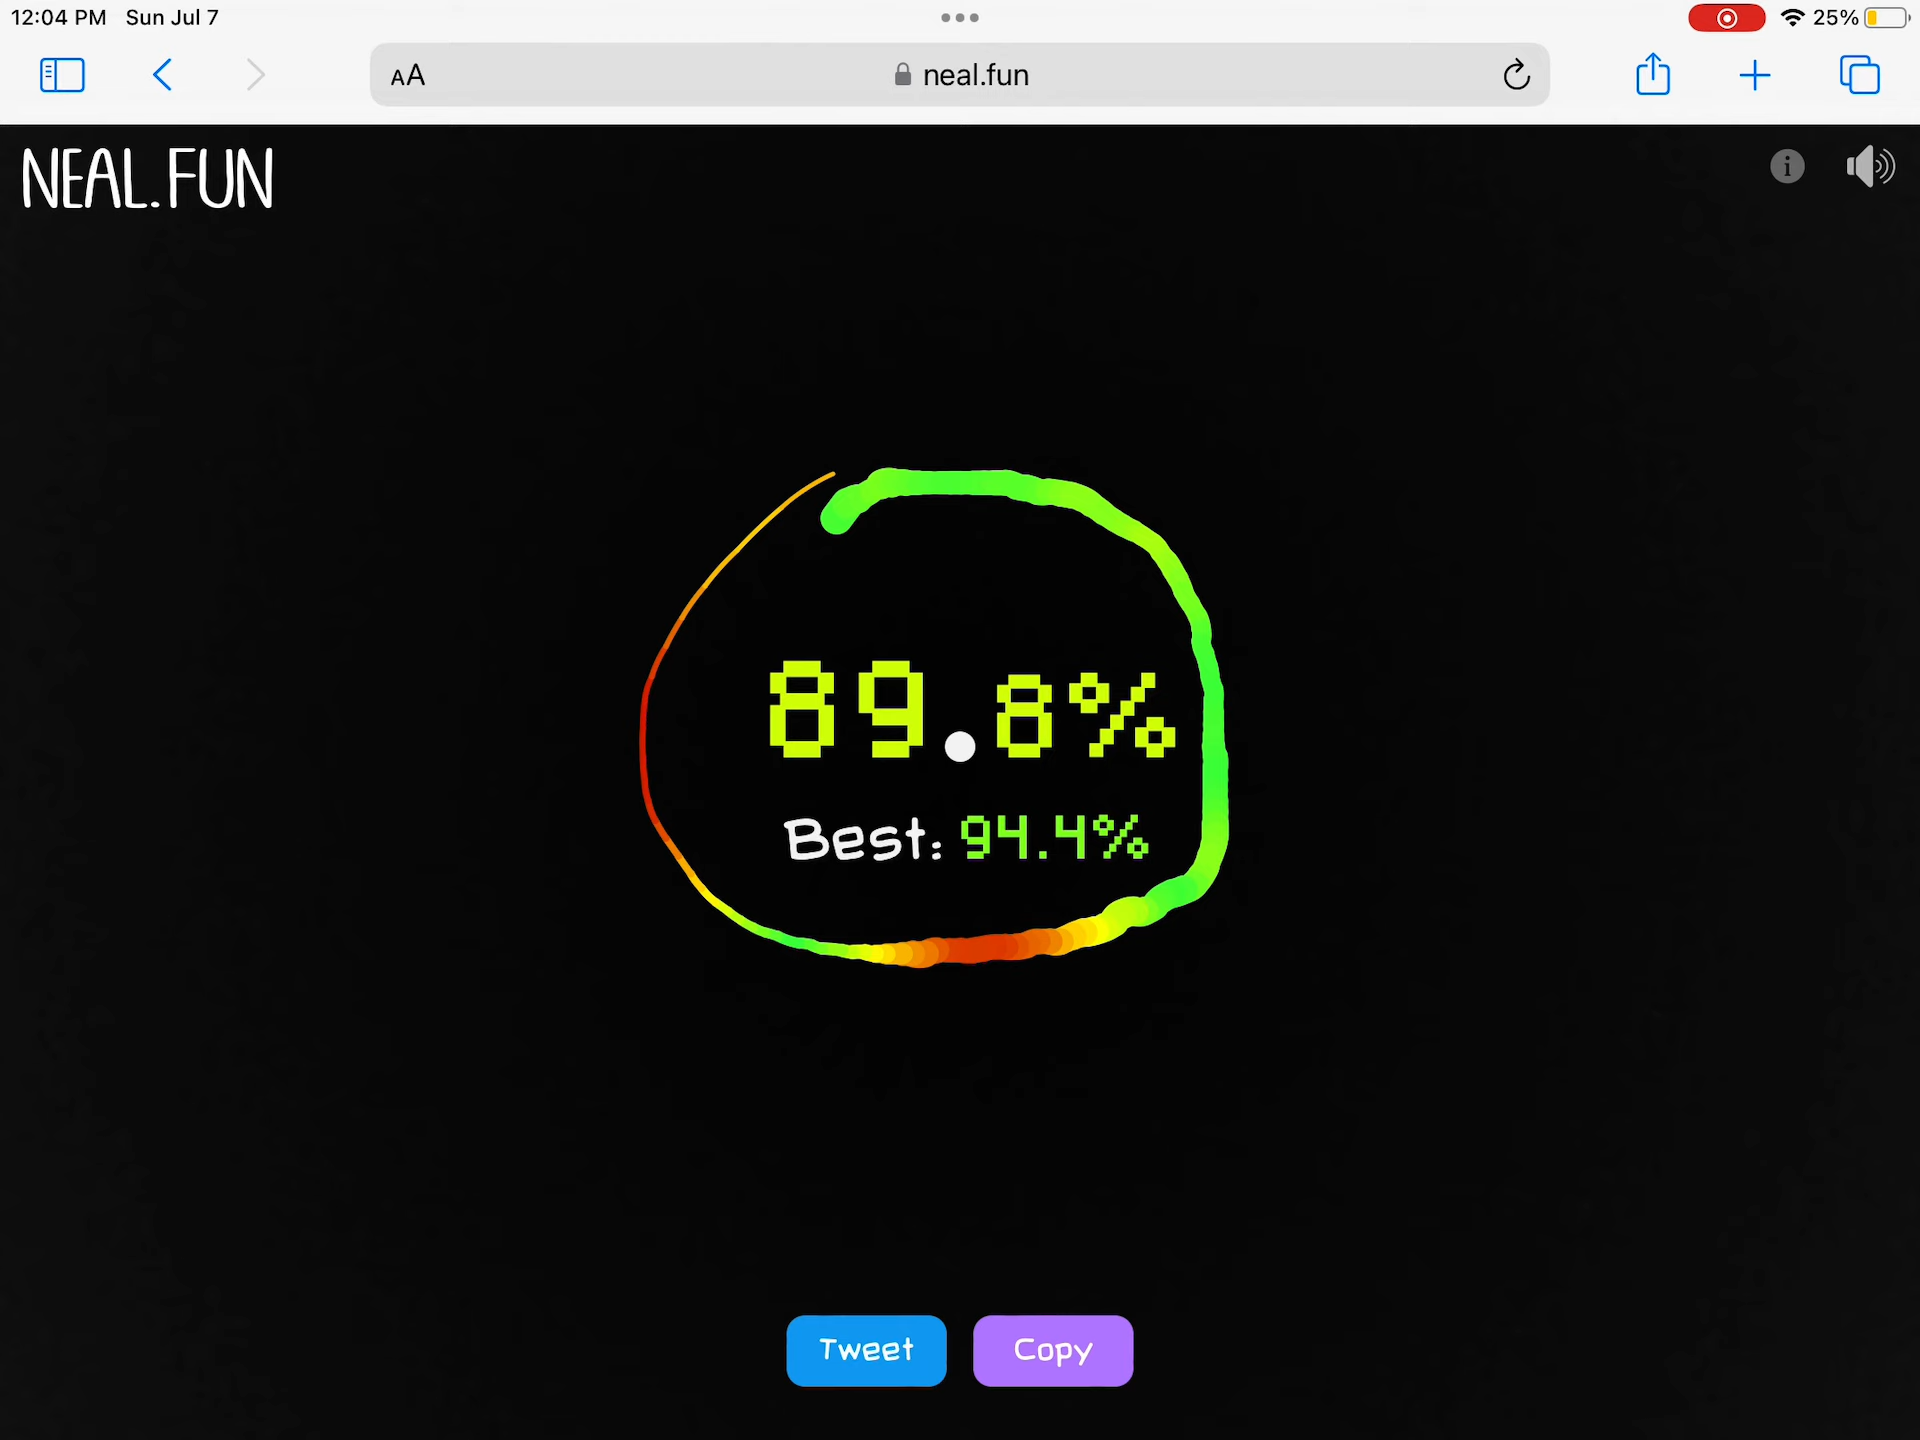 12:04 PM Sun Jul 7
25%
AA
neal.fun
NEAL.FUN
89.8%
Best: 94.4%
Tweet
Copy